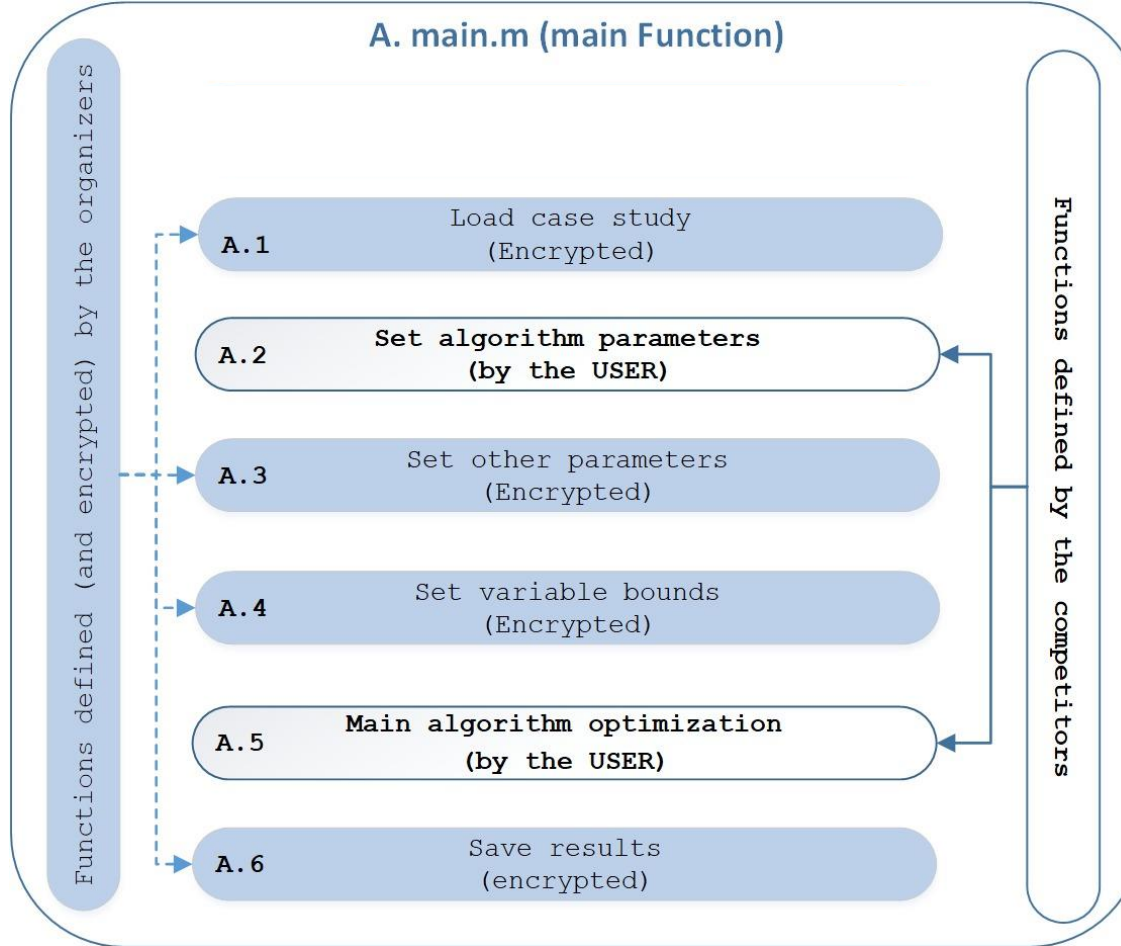 A. main.m (main Function)
Functions defined (and encrypted) by the organizers
A.1
Load case study
(Encrypted)
A.2
Set algorithm parameters
(by the USER)
A.3
Set other parameters
(Encrypted)
A.4
Set variable bounds
(Encrypted)
A.5
Main algorithm optimization
(by the USER)
A.6
Save results
(encrypted)
Functions defined by the competitors